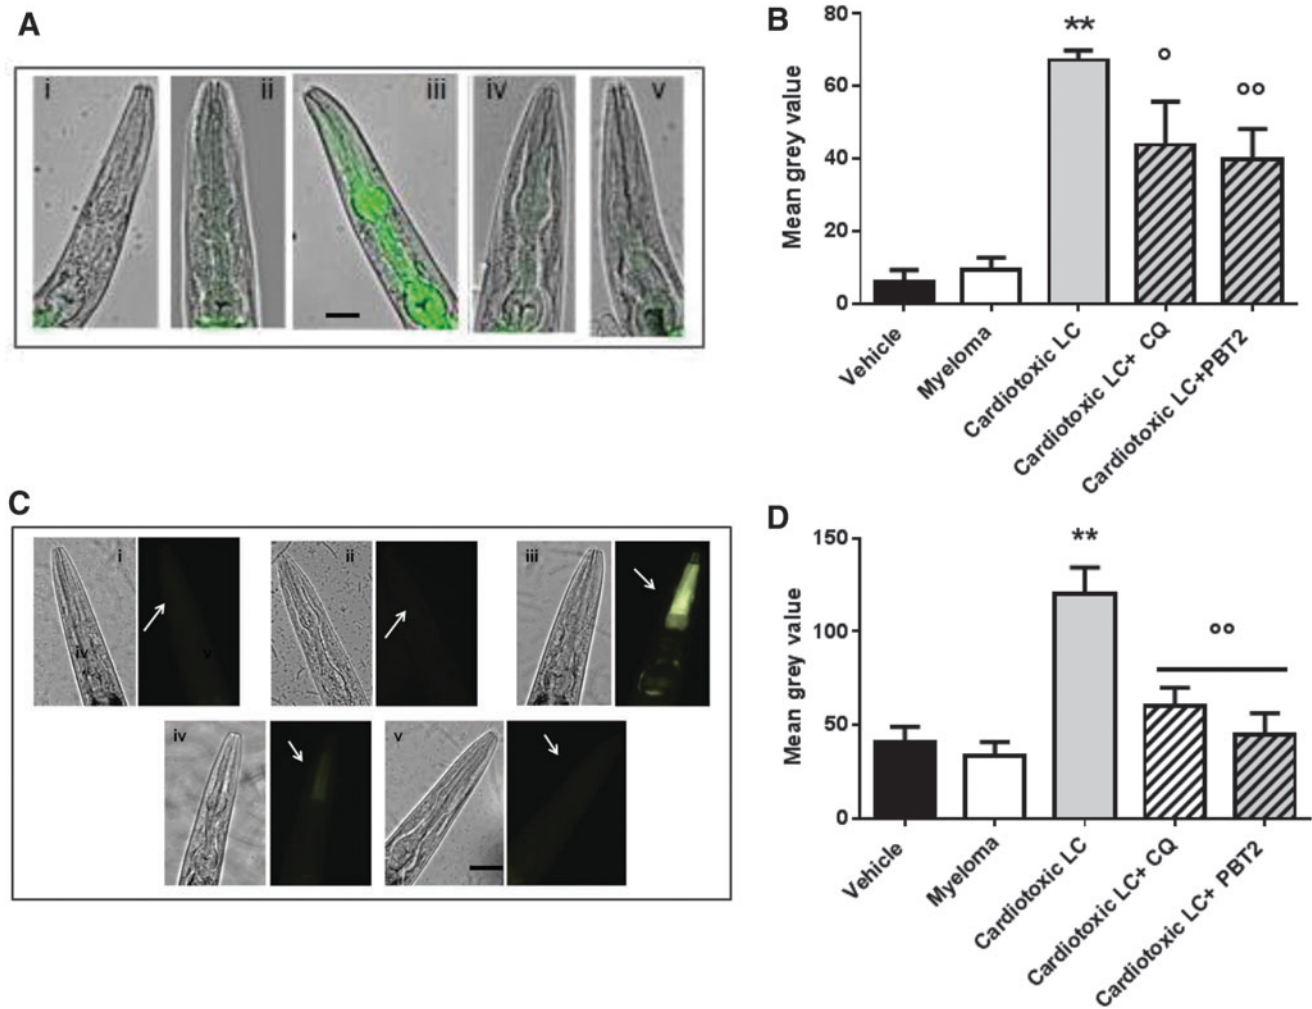 A
i
ii
iii
iv
v
B
Mean grey value
80
60
40
20
0
**
°
°°
Vehicle
Myeloma
Cardiotoxic LC
Cardiotoxic LC+ CQ
Cardiotoxic LC+PBT2
C
i
iv
v
ii
iii
iv
v
D
Mean grey value
150
100
50
0
**
°°
Vehicle
Myeloma
Cardiotoxic LC
Cardiotoxic LC+ CQ
Cardiotoxic LC+ PBT2